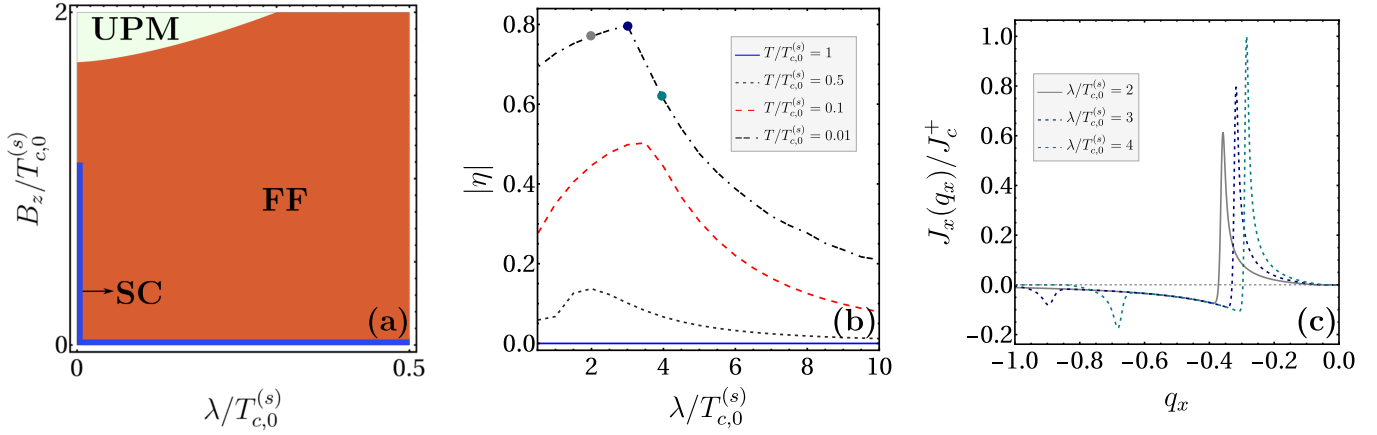 2
UPM
B_z/T_{c,0}^{(s)}
FF
SC
(a)
0
0
0.5
λ/T_{c,0}^{(s)}
0.8
0.6
0.4
0.2
0.0
|η|
T/T_{c,0}^{(s)} = 1
T/T_{c,0}^{(s)} = 0.5
T/T_{c,0}^{(s)} = 0.1
T/T_{c,0}^{(s)} = 0.01
(b)
2 4 6 8 10
λ/T_{c,0}^{(s)}
1.0
0.8
0.6
0.4
0.2
0.0
−0.2
J_x(q_x)/J_c^+
λ/T_{c,0}^{(s)} = 2
λ/T_{c,0}^{(s)} = 3
λ/T_{c,0}^{(s)} = 4
(c)
−1.0 −0.8 −0.6 −0.4 −0.2 0.0
q_x